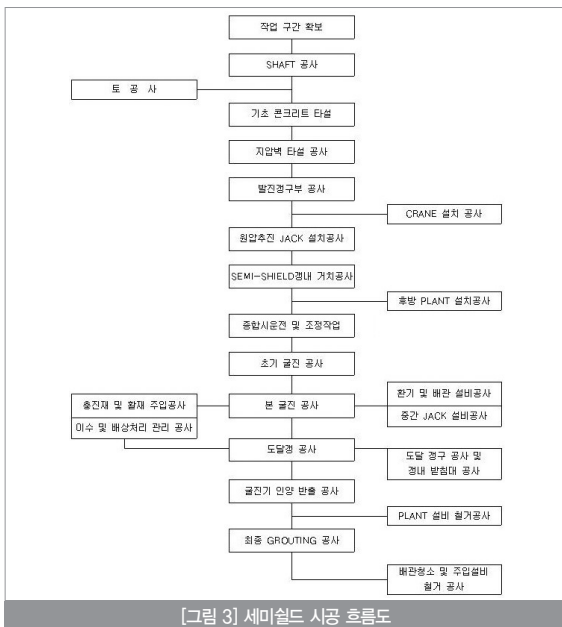 작업 구간 확보
SHAFT 공사
토 공 사
기초 콘크리트 타설
지압벽 타설 공사
발진갱구부 공사
CRANE 설치 공사
원압추진 JACK 설치공사
SEMI-SHIELD갱내 거치공사
후방 PLANT 설치공사
종합시운전 및 조정작업
초기 굴진 공사
환기 및 배관 설비공사
충진재 및 활재 주입공사
본 굴진 공사
중간 JACK 설비공사
이수 및 배상처리 관리 공사
도달갱 공사
도달 갱구 공사 및
갱내 받침대 공사
굴진기 인양 반출 공사
PLANT 설비 철거공사
최종 GROUTING 공사
배관청소 및 주입설비
철거 공사
[그림 3] 세미쉴드 시공 흐름도